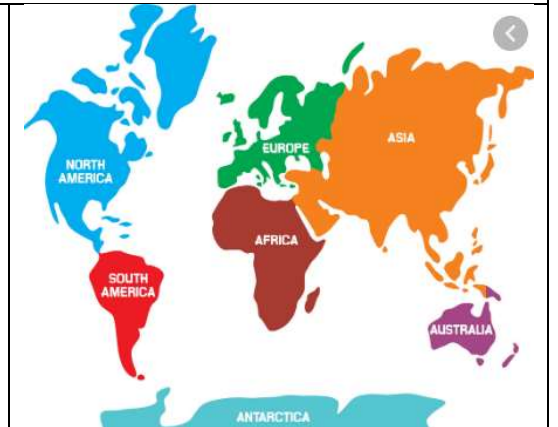 NORTH
AMERICA
EUROPE
ASIA
AFRICA
SOUTH
AMERICA
AUSTRALIA
ANTARCTICA